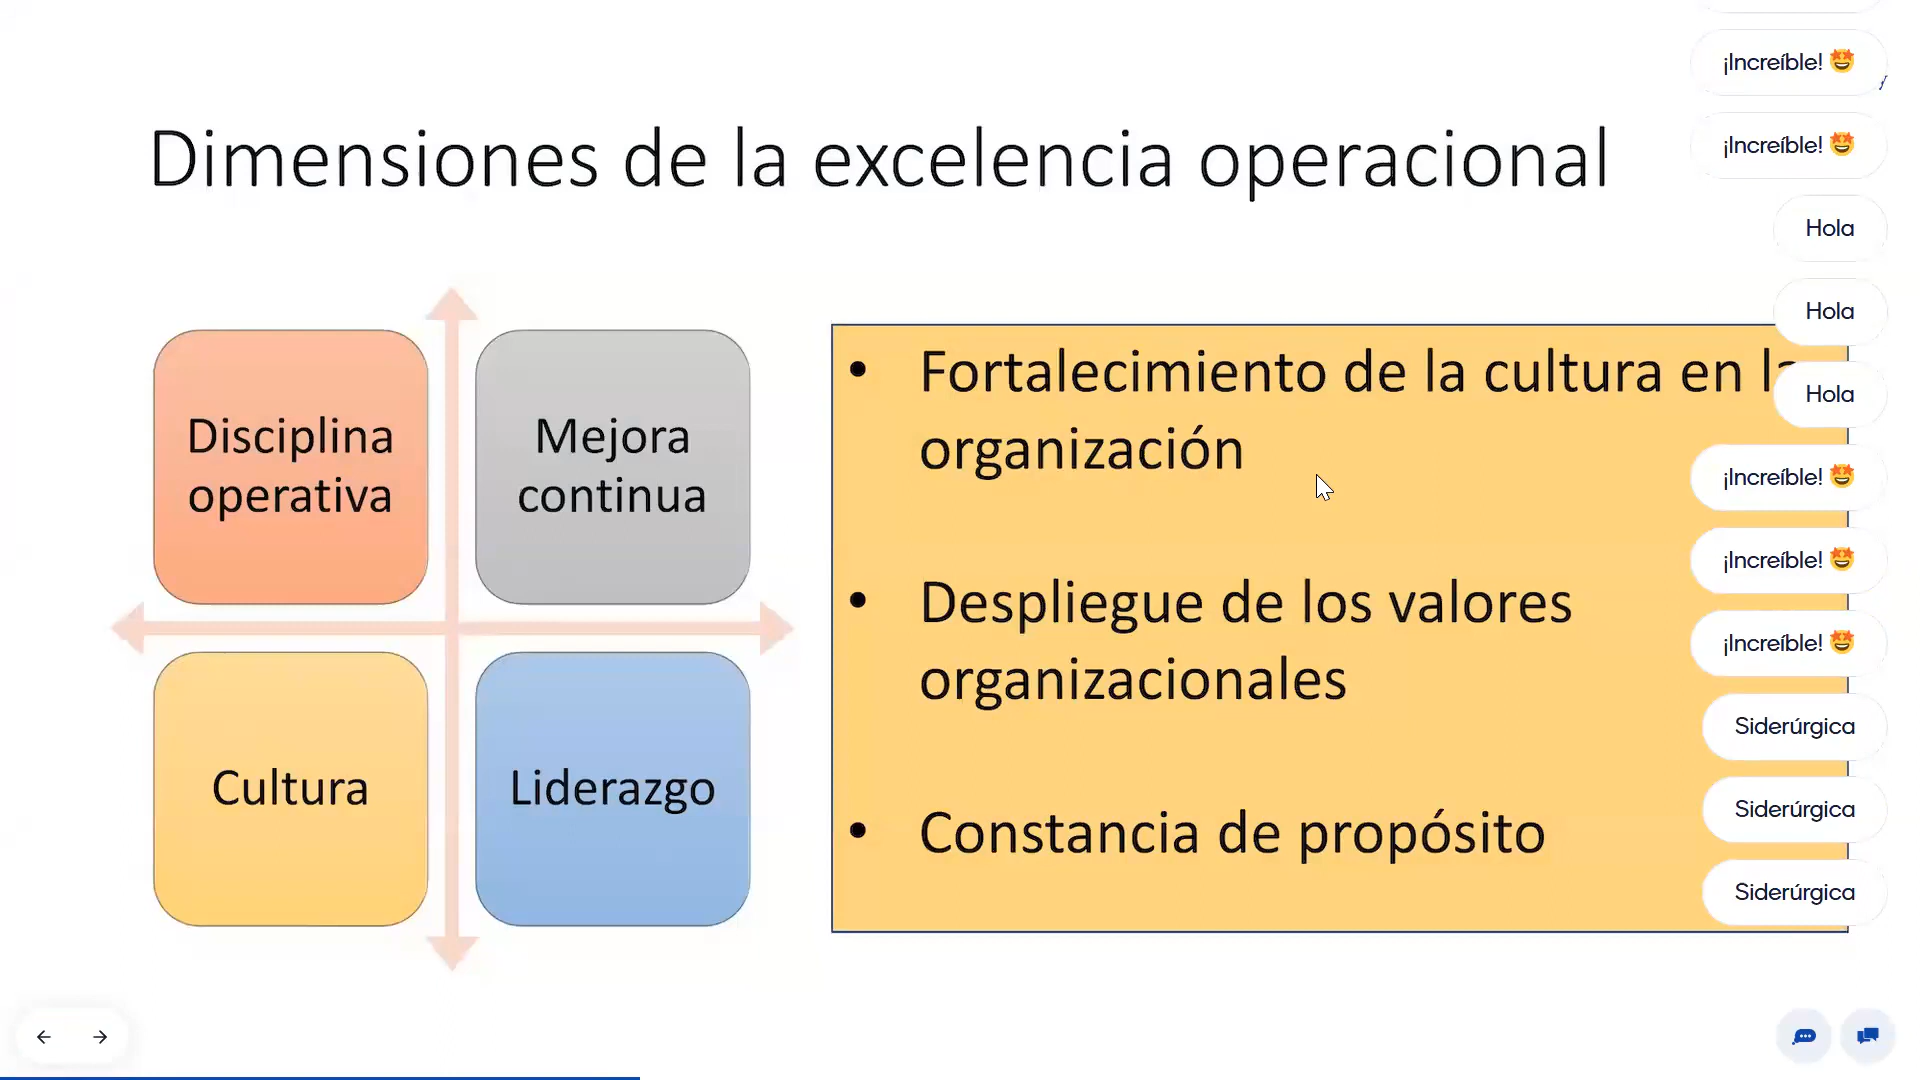 Dimensiones de la excelencia operacional
Disciplina
operativa
Mejora
continua
Cultura
Liderazgo
• Fortalecimiento de la cultura en la
organización
• Despliegue de los valores
organizacionales
• Constancia de propósito
¡Increíble! 🤩
¡Increíble! 🤩
Hola
Hola
Hola
¡Increíble! 🤩
¡Increíble! 🤩
¡Increíble! 🤩
Siderúrgica
Siderúrgica
Siderúrgica